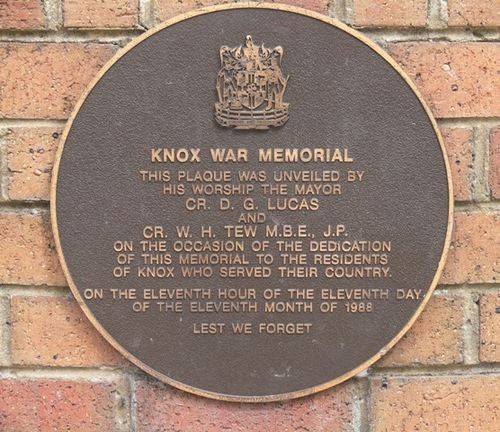 KNOX WAR MEMORIAL
THIS PLAQUE WAS UNVEILED BY
HIS WORSHIP THE MAYOR
CR. D. G. LUCAS
AND
CR. W. H. TEW M.B.E., J.P.
ON THE OCCASION OF THE DEDICATION
OF THIS MEMORIAL TO THE RESIDENTS
OF KNOX WHO SERVED THEIR COUNTRY.
ON THE ELEVENTH HOUR OF THE ELEVENTH DAY
OF THE ELEVENTH MONTH OF 1988
LEST WE FORGET